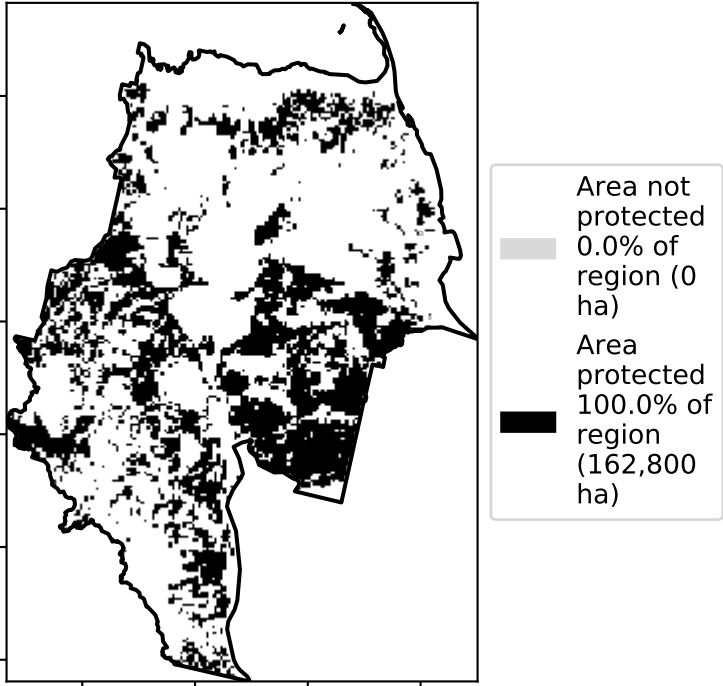 Area not
protected
0.0% of
region (0
ha)
Area
protected
100.0% of
region
(162,800
ha)